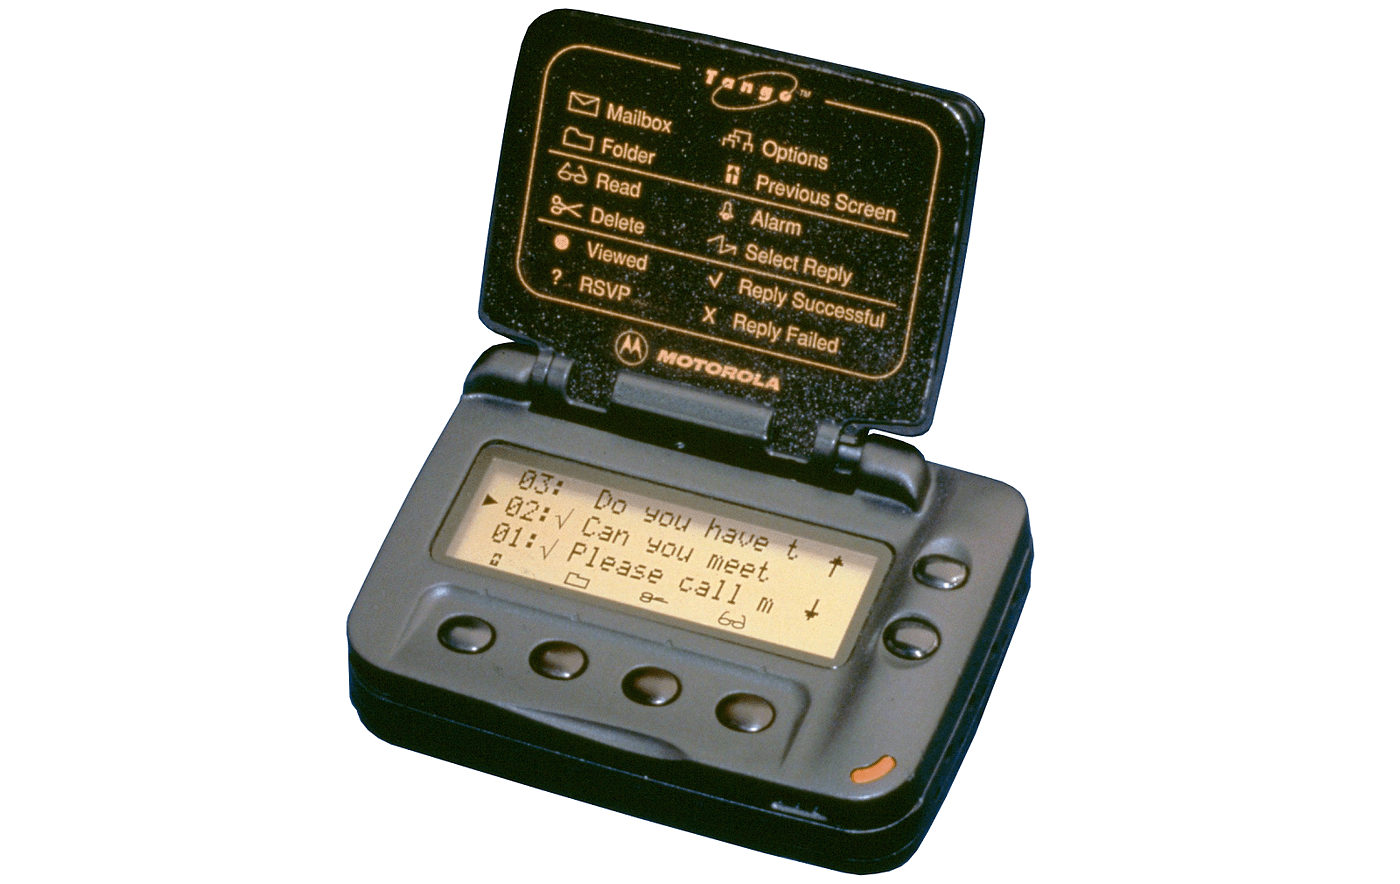 Tango™
Mailbox
Folder
Read
Delete
Viewed
? RSVP
Options
Previous Screen
Alarm
Select Reply
✓ Reply Successful
X Reply Failed
MOTOROLA
03: Do you have t ↑
▶ 02:√ Can you meet
01:√ Please call m ↓